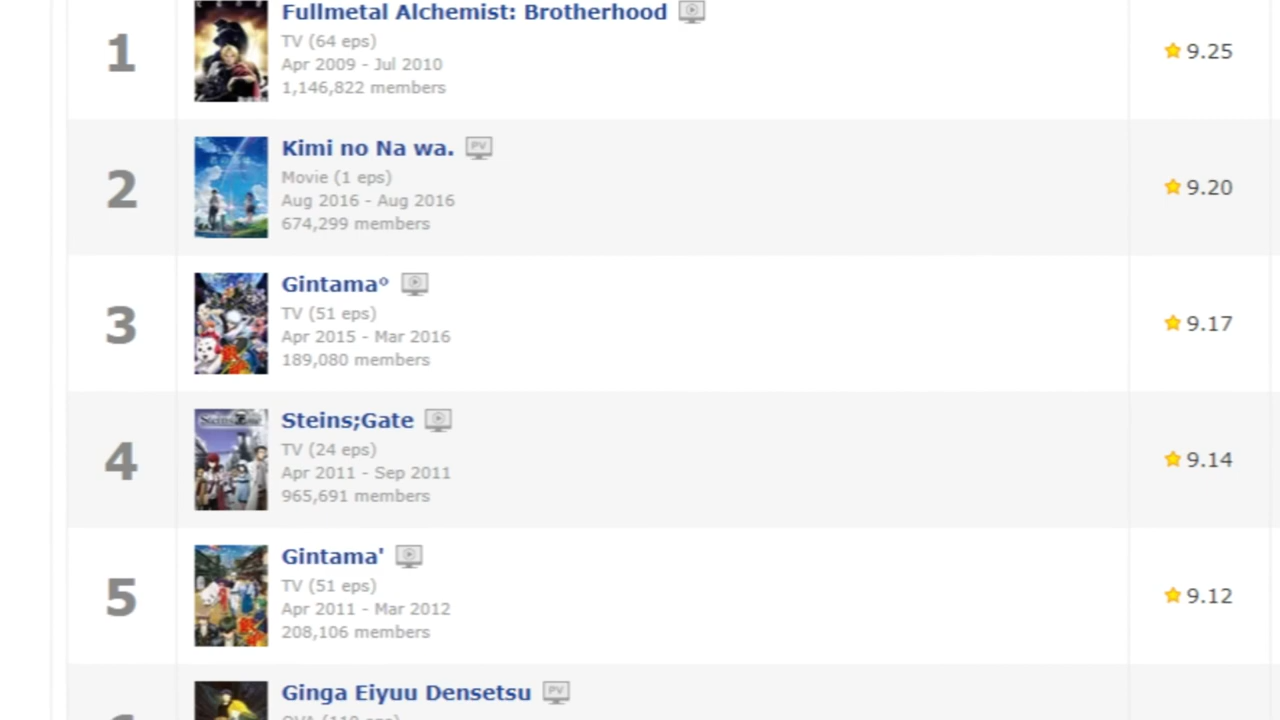 1
Fullmetal Alchemist: Brotherhood
TV (64 eps)
Apr 2009 - Jul 2010
1,146,822 members
9.25
2
Kimi no Na wa. PV
Movie (1 eps)
Aug 2016 - Aug 2016
674,299 members
9.20
3
Gintama°
TV (51 eps)
Apr 2015 - Mar 2016
189,080 members
9.17
4
Steins;Gate
TV (24 eps)
Apr 2011 - Sep 2011
965,691 members
9.14
5
Gintama'
TV (51 eps)
Apr 2011 - Mar 2012
208,106 members
9.12
Ginga Eiyuu Densetsu PV